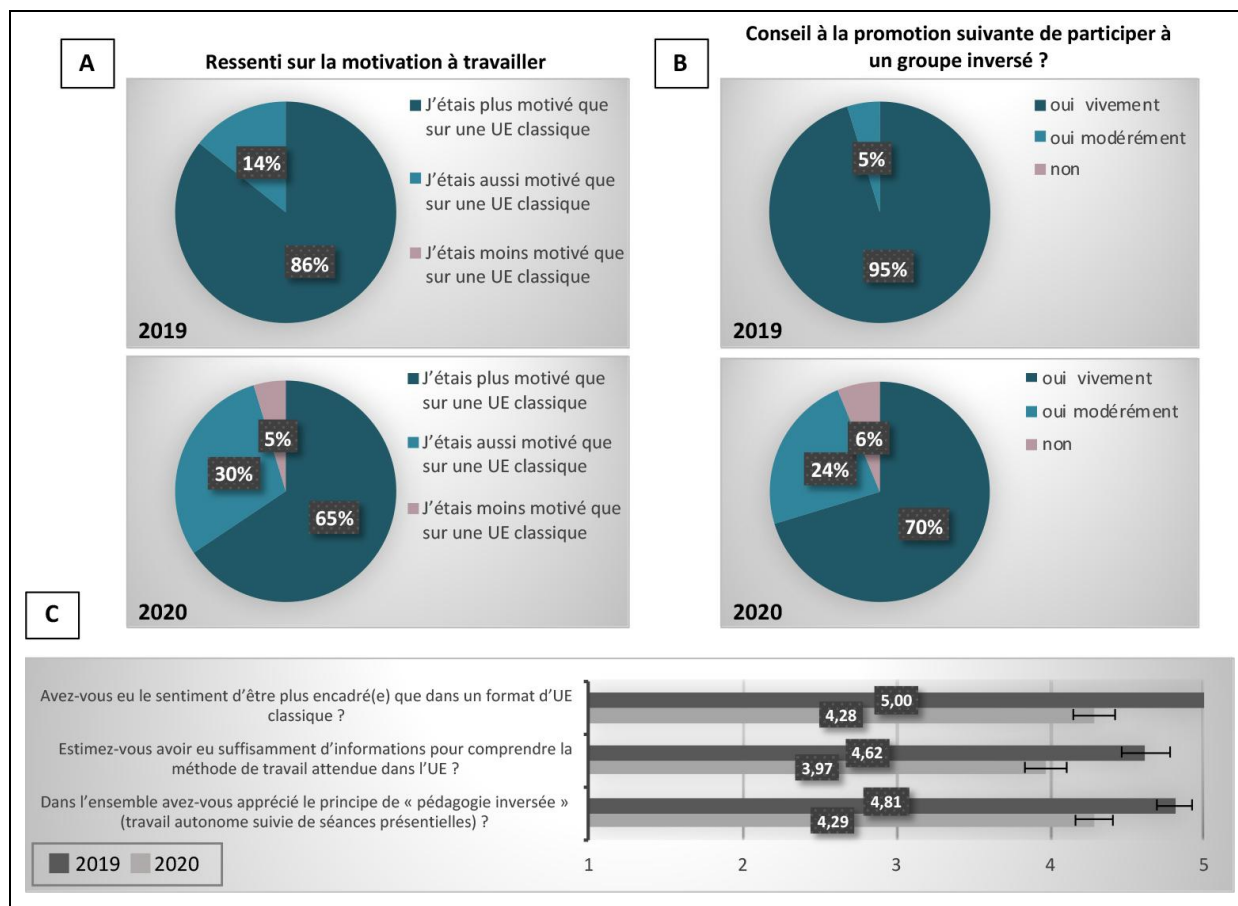 A
Ressenti sur la motivation à travailler
J'étais plus motivé que
sur une UE classique
J'étais aussi motivé que
sur une UE classique
J'étais moins motivé que
sur une UE classique
14%
86%
2019
J'étais plus motivé que
sur une UE classique
J'étais aussi motivé que
sur une UE classique
J'étais moins motivé que
sur une UE classique
5%
30%
65%
2020
B
Conseil à la promotion suivante de participer à
un groupe inversé ?
oui vivement
oui modérément
non
5%
95%
2019
oui vivement
oui modérément
non
6%
24%
70%
2020
C
Avez-vous eu le sentiment d'être plus encadré(e) que dans un format d'UE
classique ?
5,00
4,28
Estimez-vous avoir eu suffisamment d'informations pour comprendre la
méthode de travail attendue dans l'UE ?
4,62
3,97
Dans l'ensemble avez-vous apprécié le principe de « pédagogie inversée »
(travail autonome suivie de séances présentielles) ?
4,81
4,29
2019 2020
1 2 3 4 5